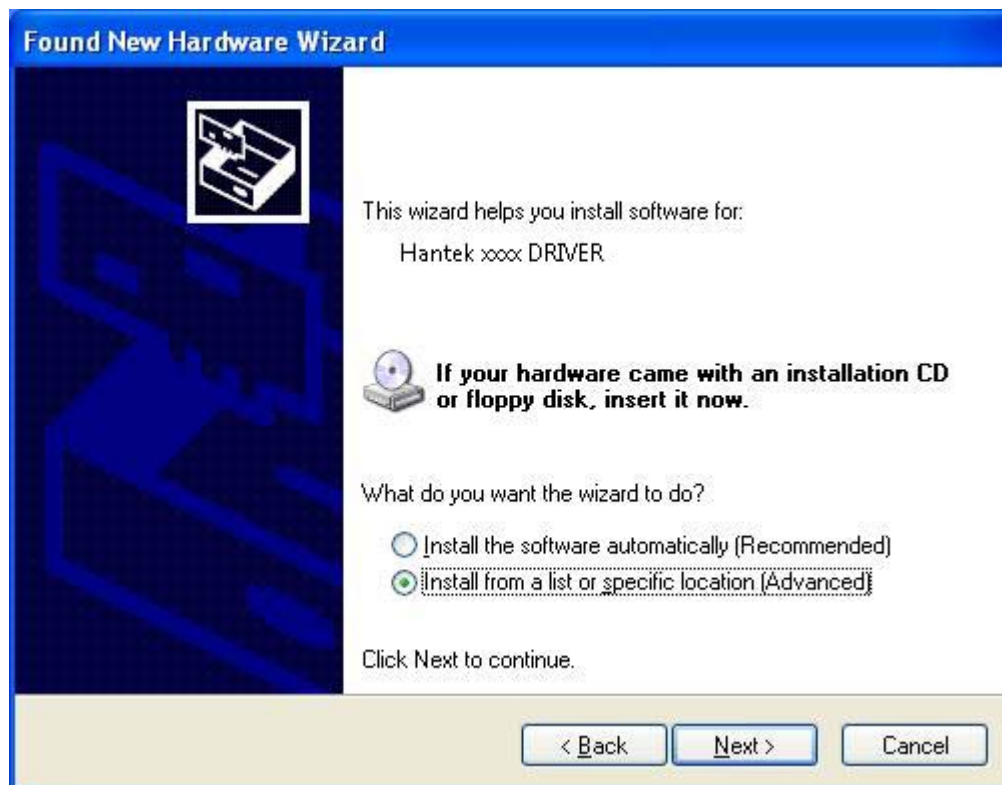 Found New Hardware Wizard
This wizard helps you install software for:
Hantek xxxx DRIVER
If your hardware came with an installation CD
or floppy disk, insert it now.
What do you want the wizard to do?
Install the software automatically (Recommended)
Install from a list or specific location (Advanced)
Click Next to continue.
< Back Next > Cancel